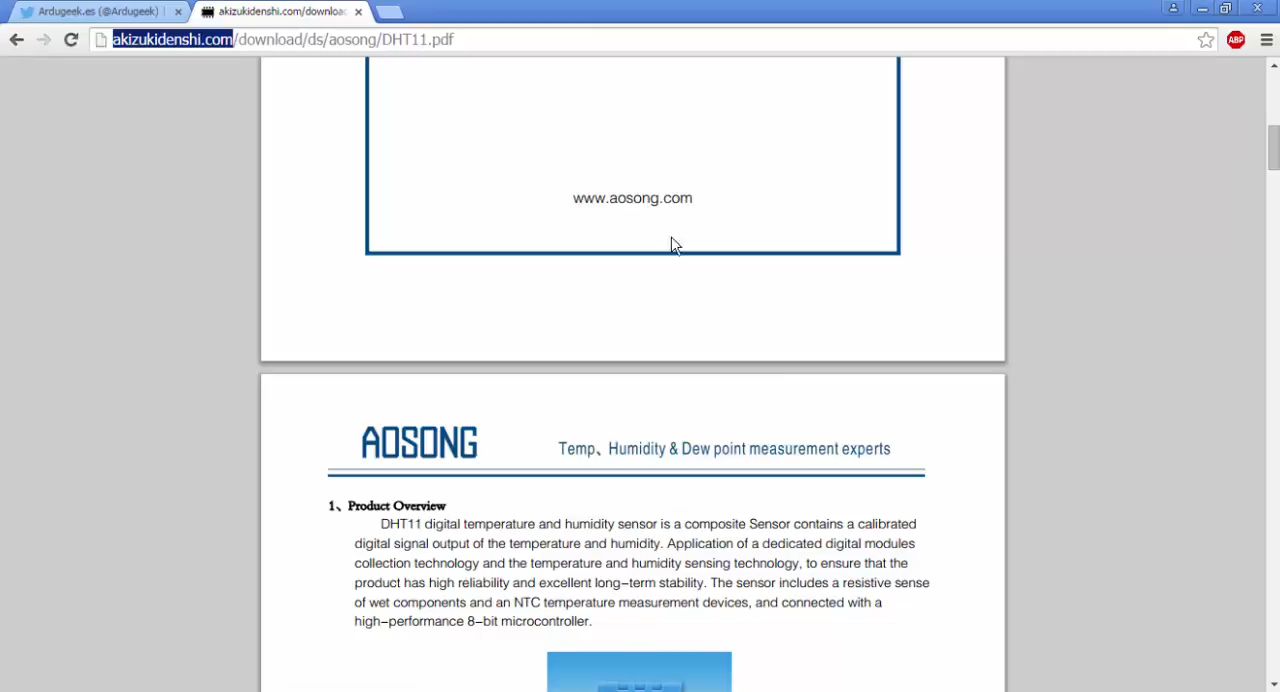 Ardugeek.es (@Ardugeek)
akizukidenshi.com/downloa
akizukidenshi.com/download/ds/aosong/DHT11.pdf
ABP
www.aosong.com
AOSONG
Temp、Humidity & Dew point measurement experts
1、Product Overview
DHT11 digital temperature and humidity sensor is a composite Sensor contains a calibrated
digital signal output of the temperature and humidity. Application of a dedicated digital modules
collection technology and the temperature and humidity sensing technology, to ensure that the
product has high reliability and excellent long-term stability. The sensor includes a resistive sense
of wet components and an NTC temperature measurement devices, and connected with a
high-performance 8-bit microcontroller.